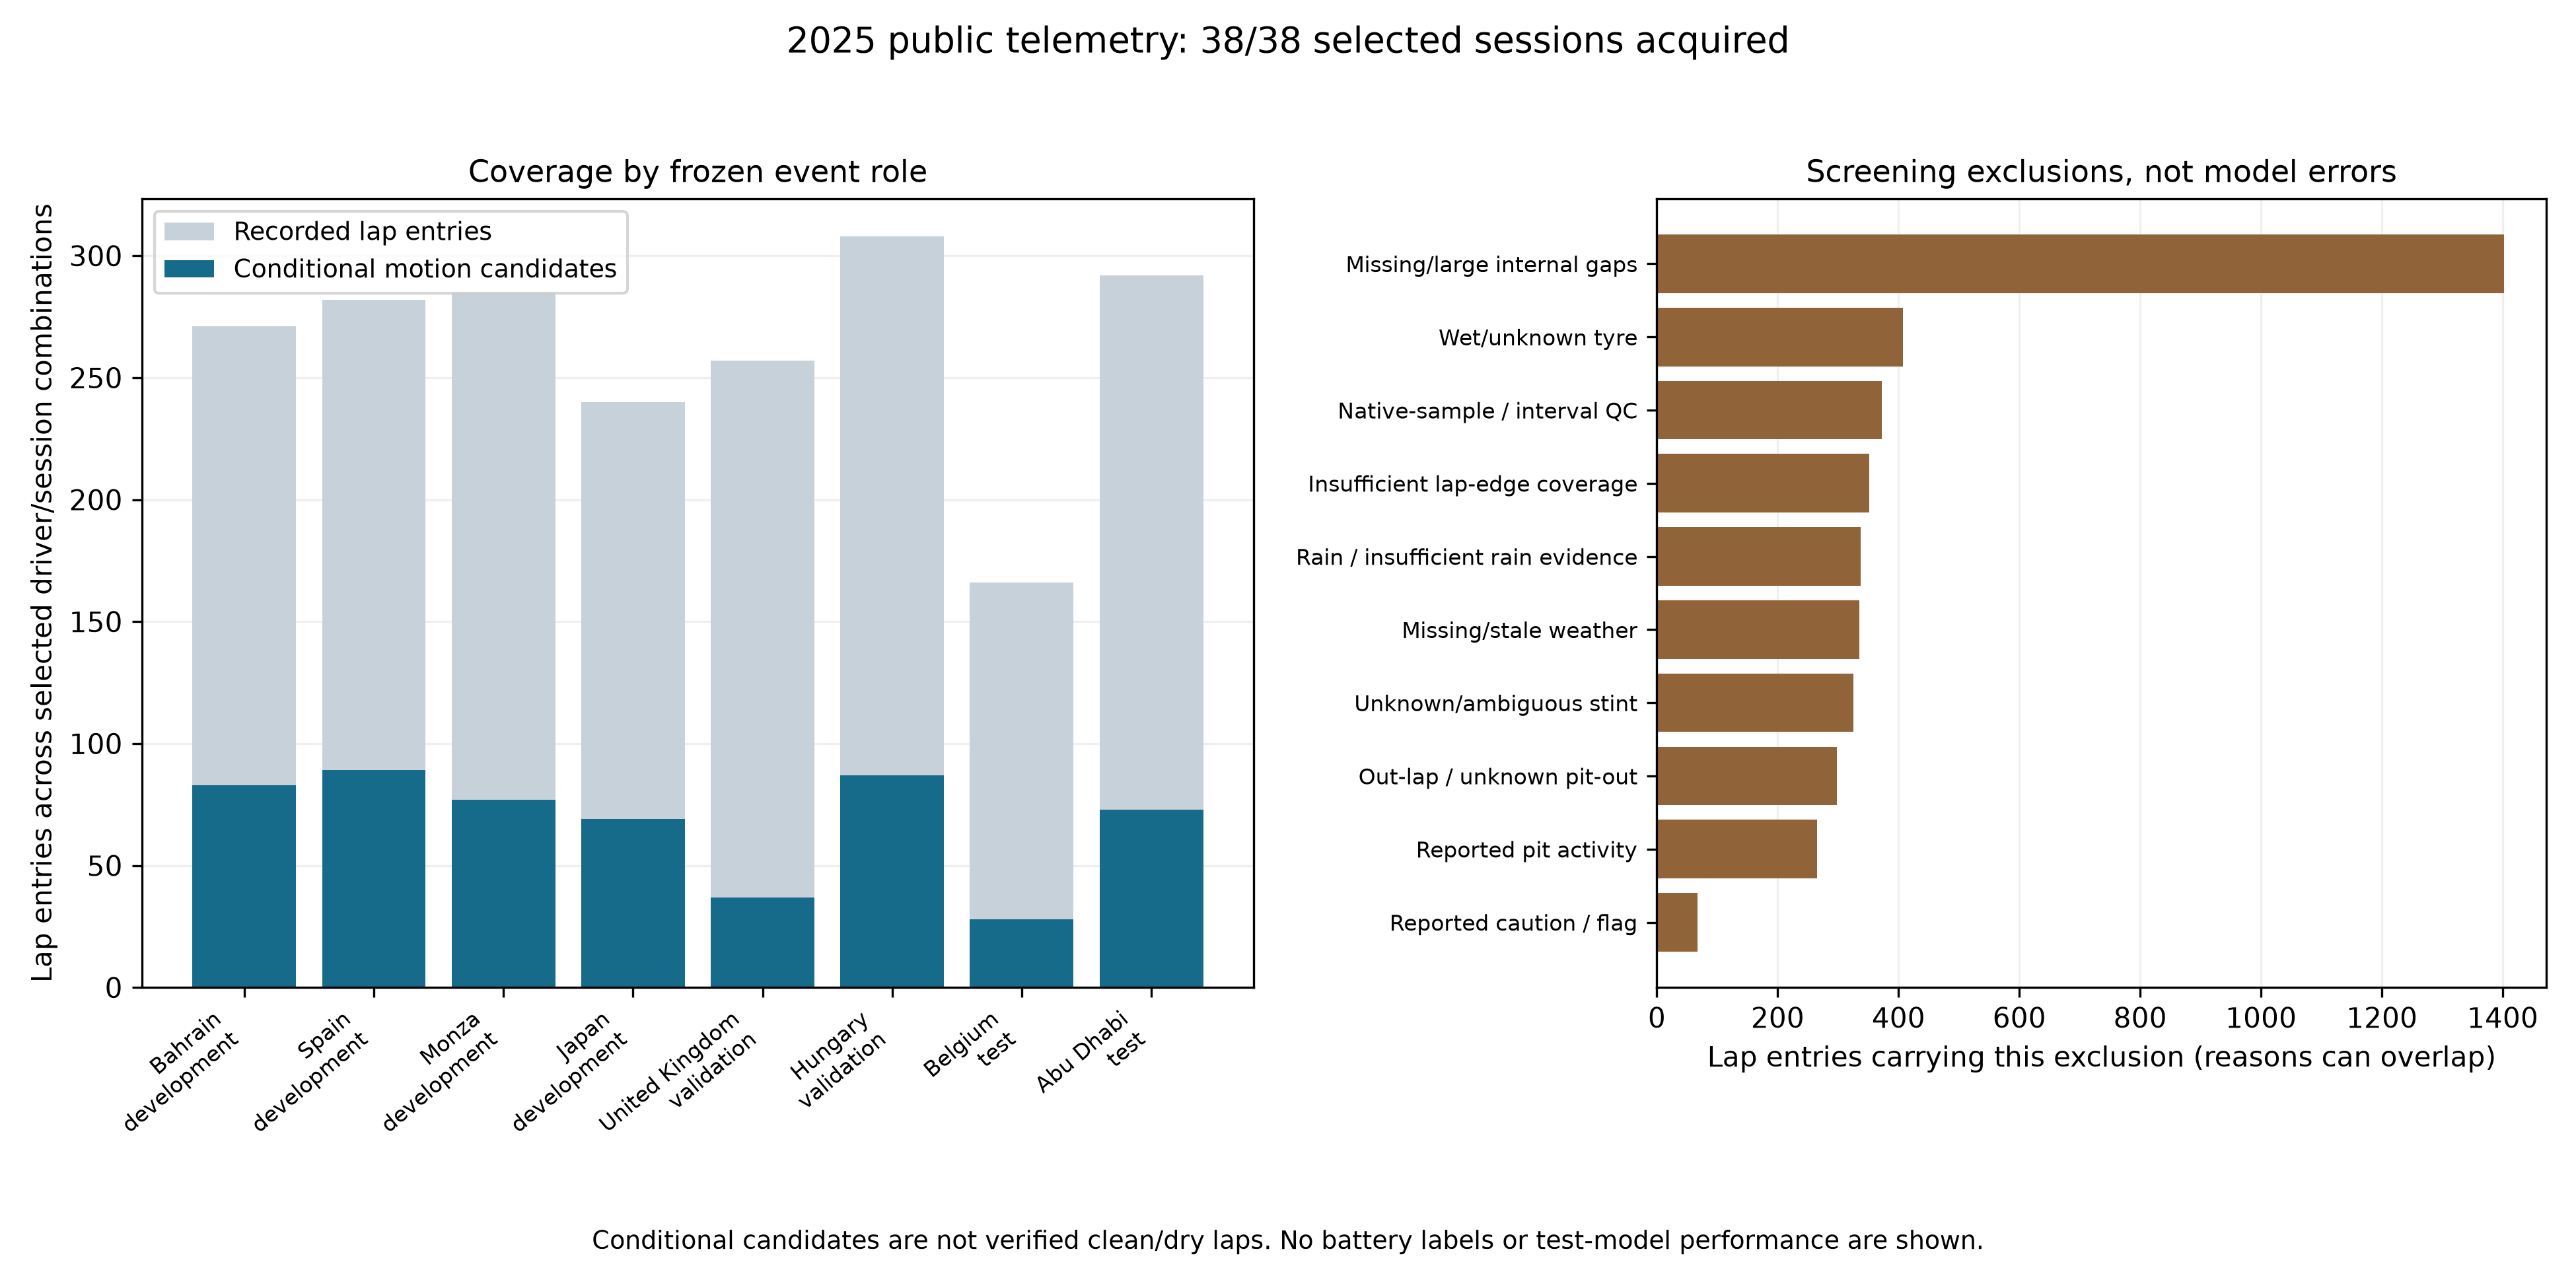 2025 public telemetry: 38/38 selected sessions acquired
Coverage by frozen event role
Lap entries across selected driver/session combinations
Recorded lap entries
Conditional motion candidates
300
250
200
150
100
50
0
Bahrain
development
Spain
development
Monza
development
Japan
development
United Kingdom
validation
Hungary
validation
Belgium
test
Abu Dhabi
test
Screening exclusions, not model errors
Missing/large internal gaps
Wet/unknown tyre
Native-sample / interval QC
Insufficient lap-edge coverage
Rain / insufficient rain evidence
Missing/stale weather
Unknown/ambiguous stint
Out-lap / unknown pit-out
Reported pit activity
Reported caution / flag
0 200 400 600 800 1000 1200 1400
Lap entries carrying this exclusion (reasons can overlap)
Conditional candidates are not verified clean/dry laps. No battery labels or test-model performance are shown.